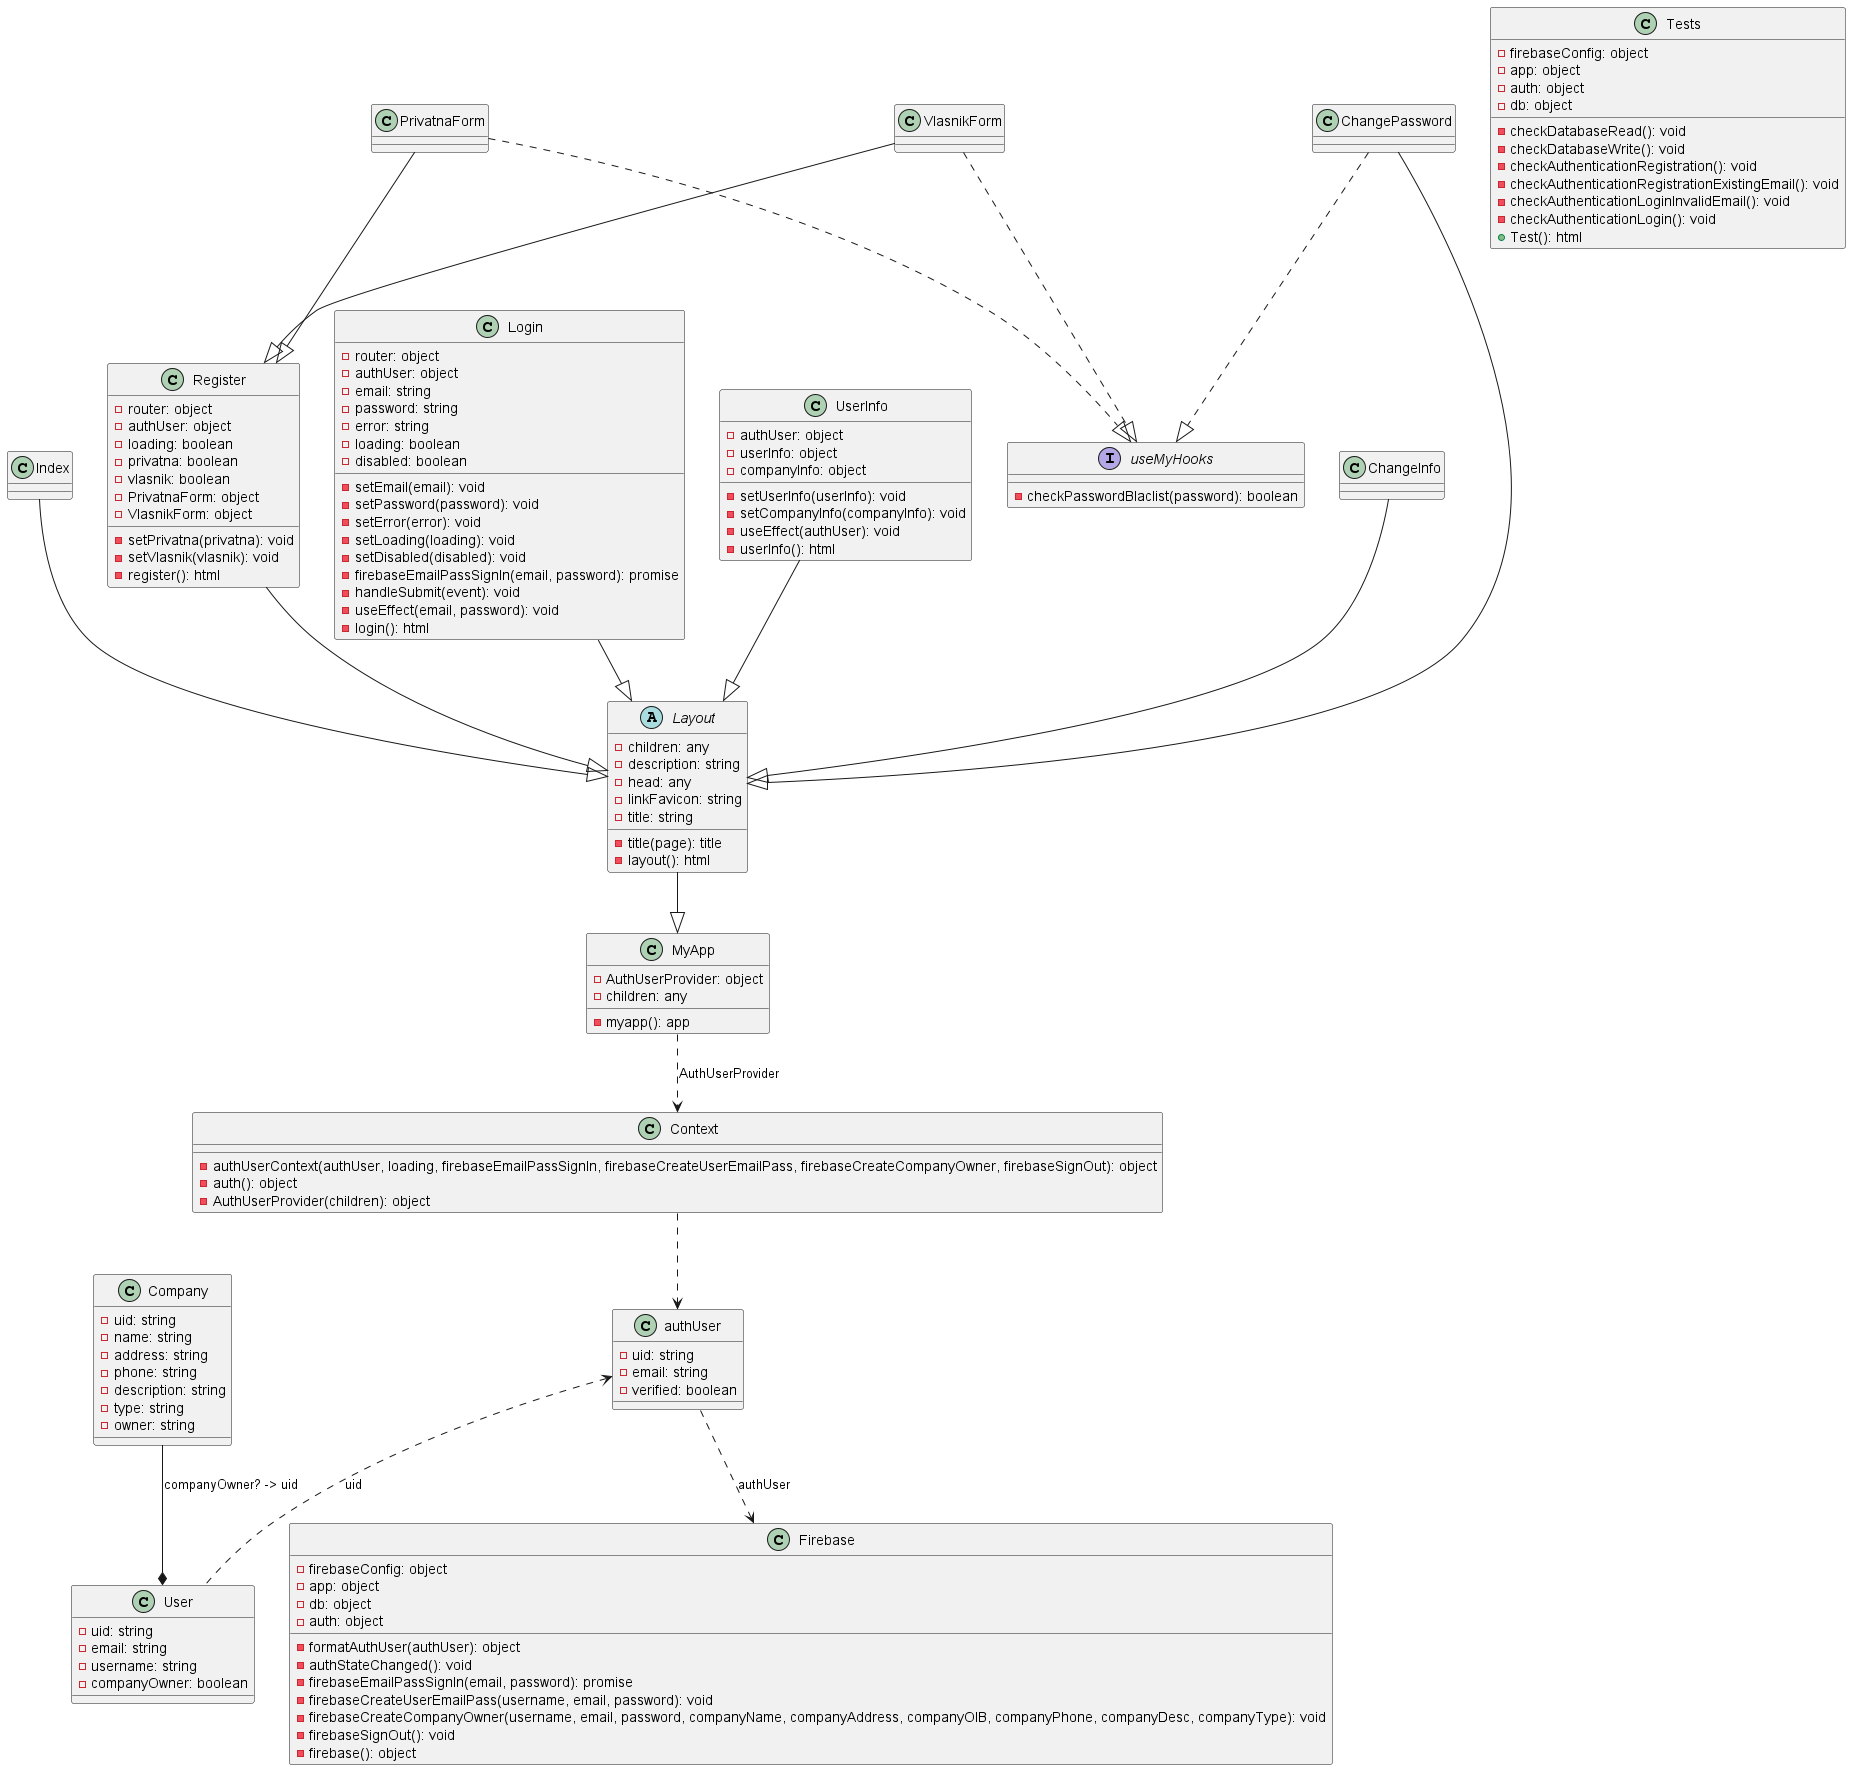 C Tests
firebaseConfig: object
app: object
auth: object
db: object
checkDatabaseRead(): void
checkDatabaseWrite(): void
checkAuthenticationRegistration(): void
checkAuthenticationRegistrationExistingEmail(): void
checkAuthenticationLoginInvalidEmail(): void
checkAuthenticationLogin(): void
Test(): html
C PrivatnaForm
C VlasnikForm
C ChangePassword
C Login
router: object
authUser: object
email: string
password: string
error: string
loading: boolean
disabled: boolean
setEmail(email): void
setPassword(password): void
setError(error): void
setLoading(loading): void
setDisabled(disabled): void
firebaseEmailPassSignIn(email, password): promise
handleSubmit(event): void
useEffect(email, password): void
login(): html
C Register
router: object
authUser: object
loading: boolean
privatna: boolean
vlasnik: boolean
PrivatnaForm: object
VlasnikForm: object
setPrivatna(privatna): void
setVlasnik(vlasnik): void
register(): html
C UserInfo
authUser: object
userInfo: object
companyInfo: object
setUserInfo(userInfo): void
setCompanyInfo(companyInfo): void
useEffect(authUser): void
userInfo(): html
I useMyHooks
checkPasswordBlaclist(password): boolean
C Index
C ChangeInfo
A Layout
children: any
description: string
head: any
linkFavicon: string
title: string
title(page): title
layout(): html
C MyApp
AuthUserProvider: object
children: any
myapp(): app
AuthUserProvider
C Context
authUserContext(authUser, loading, firebaseEmailPassSignIn, firebaseCreateUserEmailPass, firebaseCreateCompanyOwner, firebaseSignOut): object
auth(): object
AuthUserProvider(children): object
C Company
uid: string
name: string
address: string
phone: string
description: string
type: string
owner: string
C authUser
uid: string
email: string
verified: boolean
companyOwner? -> uid
uid
authUser
C Firebase
firebaseConfig: object
app: object
db: object
auth: object
formatAuthUser(authUser): object
authStateChanged(): void
firebaseEmailPassSignIn(email, password): promise
firebaseCreateUserEmailPass(username, email, password): void
firebaseCreateCompanyOwner(username, email, password, companyName, companyAddress, companyOIB, companyPhone, companyDesc, companyType): void
firebaseSignOut(): void
firebase(): object
C User
uid: string
email: string
username: string
companyOwner: boolean